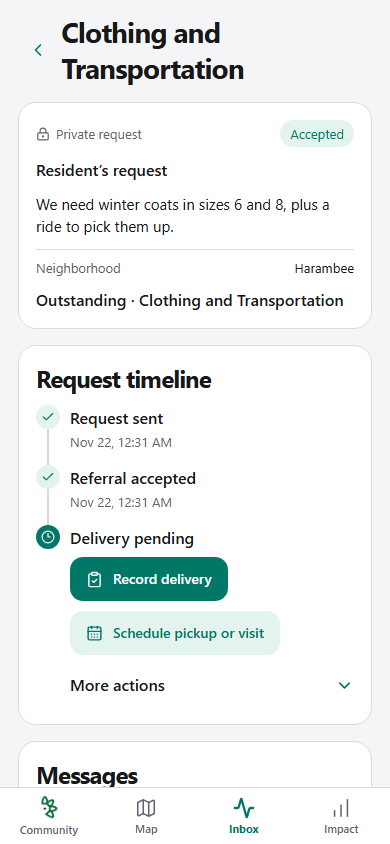 Clothing and
Transportation
Private request
Accepted
Resident's request
We need winter coats in sizes 6 and 8, plus a
ride to pick them up.
Neighborhood
Harambee
Outstanding · Clothing and Transportation
Request timeline
Request sent
Nov 22, 12:31 AM
Referral accepted
Nov 22, 12:31 AM
Delivery pending
Record delivery
Schedule pickup or visit
More actions
Messages
Community
Map
Inbox
Impact